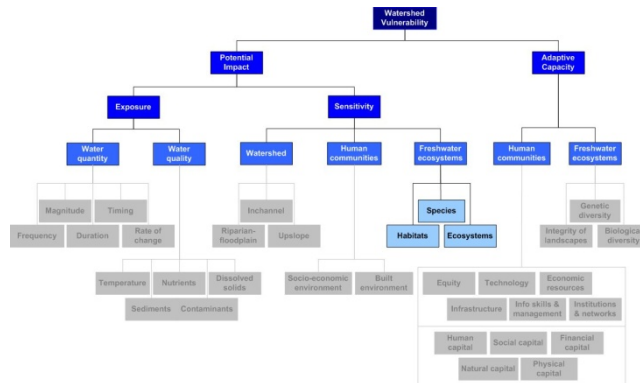 Watershed
Vulnerability
Potential
Impact
Adaptive
Capacity
Exposure
Sensitivity
Water
quantity
Water
quality
Watershed
Human
communities
Freshwater
ecosystems
Human
communities
Freshwater
ecosystems
Magnitude
Timing
Inchannel
Species
Genetic
diversity
Frequency
Duration
Rate of
change
Riparian-
floodplain
Upslope
Habitats
Ecosystems
Integrity of
landscapes
Biological
diversity
Temperature
Nutrients
Dissolved
solids
Socio-economic
environment
Built
environment
Equity
Technology
Economic
resources
Sediments
Contaminants
Infrastructure
Info skills &
management
Institutions
& networks
Human
capital
Social capital
Financial
capital
Natural capital
Physical
capital